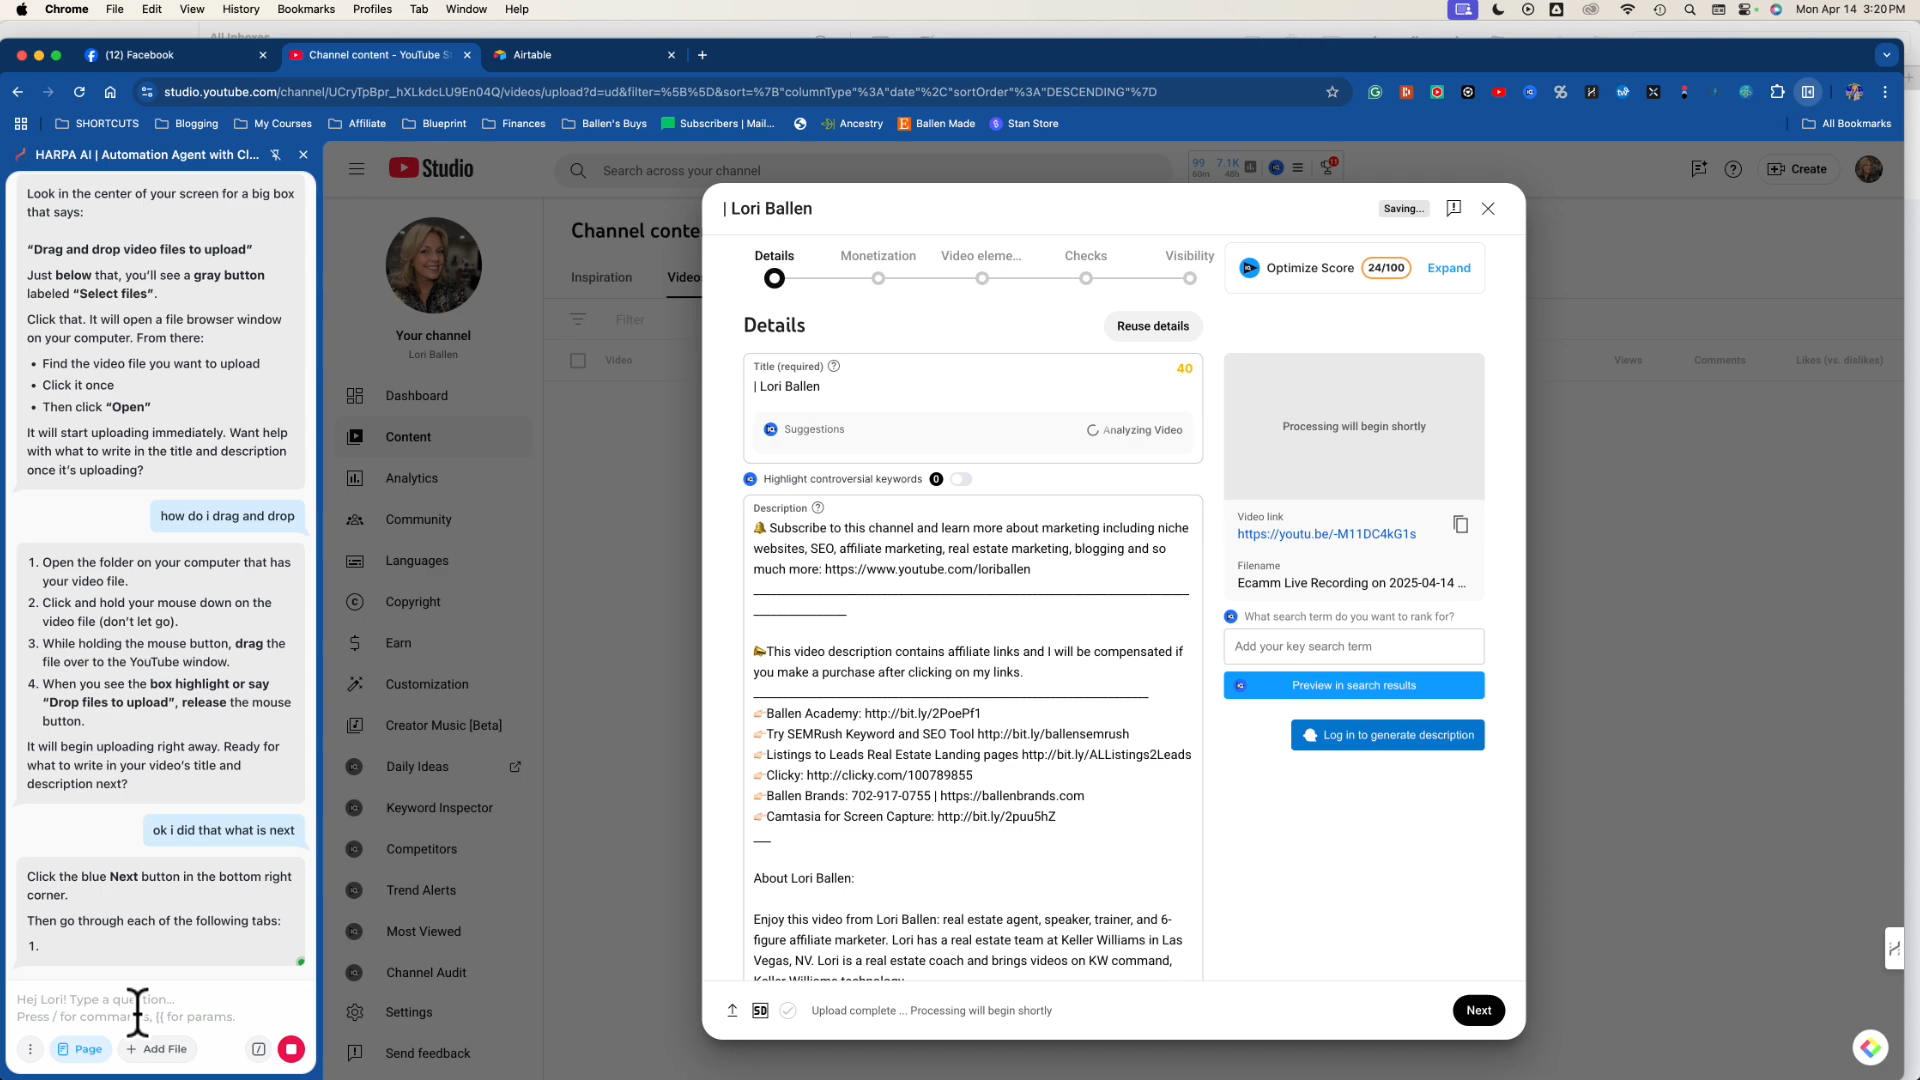 Chrome File Edit View History Bookmarks Profiles Tab Window Help Mon Apr 14 3:20 PM
All Inboxes
(12) Facebook Channel content - YouTube S Airtable
studio.youtube.com/channel/UCryTpBpr_hXLkdcLU9En04Q/videos/upload?d=ud&filter=%5B%5D&sort=%7B"columnType"%3A"date"%2C"sortOrder"%3A"DESCENDING"%7D
SHORTCUTS Blogging My Courses Affiliate Blueprint Finances Ballen's Buys Subscribers | Mail... Ancestry Ballen Made Stan Store All Bookmarks
HARPA AI | Automation Agent with Cl...
Look in the center of your screen for a big box
that says:
“Drag and drop video files to upload”
Just below that, you’ll see a gray button
labeled “Select files”.
Click that. It will open a file browser window
on your computer. From there:
• Find the video file you want to upload
• Click it once
• Then click “Open”
It will start uploading immediately. Want help
with what to write in the title and description
once it’s uploading?
how do i drag and drop
1. Open the folder on your computer that has
your video file.
2. Click and hold your mouse down on the
video file (don’t let go).
3. While holding the mouse button, drag the
file over to the YouTube window.
4. When you see the box highlight or say
“Drop files to upload”, release the mouse
button.
It will begin uploading right away. Ready for
what to write in your video’s title and
description next?
ok i did that what is next
Click the blue Next button in the bottom right
corner.
Then go through each of the following tabs:
1.
Hej Lori! Type a question...
Press / for commands, {{ for params.
Page + Add File
Studio
Search across your channel
99 60m 7.1K 48h
Create
Your channel
Lori Ballen
Dashboard
Content
Analytics
Community
Languages
Copyright
Earn
Customization
Creator Music [Beta]
Daily Ideas
Keyword Inspector
Competitors
Trend Alerts
Most Viewed
Channel Audit
Settings
Send feedback
Channel conte
Inspiration Video
Filter
Video Views Comments Likes (vs. dislikes)
| Lori Ballen Saving...
Details Monetization Video eleme... Checks Visibility
Details Reuse details
Title (required) 40
| Lori Ballen
Suggestions Analyzing Video
Highlight controversial keywords 0
Description
🔔 Subscribe to this channel and learn more about marketing including niche
websites, SEO, affiliate marketing, real estate marketing, blogging and so
much more: https://www.youtube.com/loriballen
📣This video description contains affiliate links and I will be compensated if
you make a purchase after clicking on my links.
👉🏻Ballen Academy: http://bit.ly/2PoePf1
👉🏻Try SEMRush Keyword and SEO Tool http://bit.ly/ballensemrush
👉🏻Listings to Leads Real Estate Landing pages http://bit.ly/ALListings2Leads
👉🏻Clicky: http://clicky.com/100789855
👉🏻Ballen Brands: 702-917-0755 | https://ballenbrands.com
👉🏻Camtasia for Screen Capture: http://bit.ly/2puu5hZ
About Lori Ballen:
Enjoy this video from Lori Ballen: real estate agent, speaker, trainer, and 6-
figure affiliate marketer. Lori has a real estate team at Keller Williams in Las
Vegas, NV. Lori is a real estate coach and brings videos on KW command,
Keller Williams technology
Optimize Score 24/100 Expand
Processing will begin shortly
Video link
https://youtu.be/-M11DC4kG1s
Filename
Ecamm Live Recording on 2025-04-14 ...
What search term do you want to rank for?
Add your key search term
Preview in search results
Log in to generate description
SD Upload complete ... Processing will begin shortly
Next